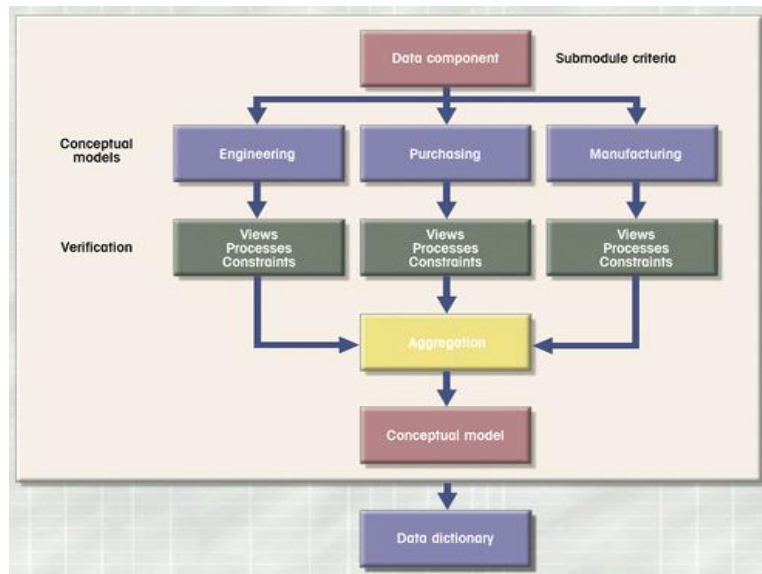 Data component
Submodule criteria
Conceptual
models
Engineering
Purchasing
Manufacturing
Verification
Views
Processes
Constraints
Views
Processes
Constraints
Views
Processes
Constraints
Aggregation
Conceptual model
Data dictionary